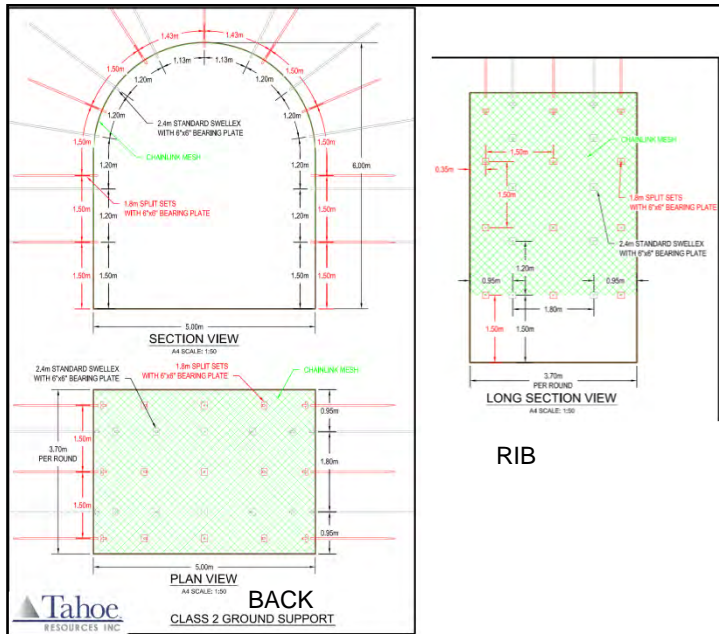 1.43m
1.43m
1.50m
1.50m
1.13m
1.13m
1.20m
1.20m
1.50m
1.50m
1.20m
1.20m
2.4m STANDARD SWELLEX
WITH 6"x6" BEARING PLATE
CHAINLINK MESH
6.00m
1.50m
1.50m
1.20m
1.20m
1.8m SPLIT SETS
WITH 6"x6" BEARING PLATE
1.50m
1.20m
1.20m
1.50m
1.50m
1.50m
1.50m
1.50m
5.00m
SECTION VIEW
A4 SCALE: 1:50
2.4m STANDARD SWELLEX
WITH 6"x6" BEARING PLATE
1.8m SPLIT SETS
WITH 6"x6" BEARING PLATE
CHAINLINK MESH
0.95m
1.50m
3.70m
PER ROUND
1.80m
1.50m
0.95m
5.00m
PLAN VIEW
A4 SCALE: 1:50
BACK
CLASS 2 GROUND SUPPORT
Tahoe
RESOURCES INC
CHAINLINK MESH
1.50m
0.35m
1.50m
1.8m SPLIT SETS
WITH 6"x6" BEARING PLATE
2.4m STANDARD SWELLEX
WITH 6"x6" BEARING PLATE
1.20m
0.95m
0.95m
1.80m
1.50m
1.50m
3.70m
PER ROUND
LONG SECTION VIEW
A4 SCALE: 1:50
RIB